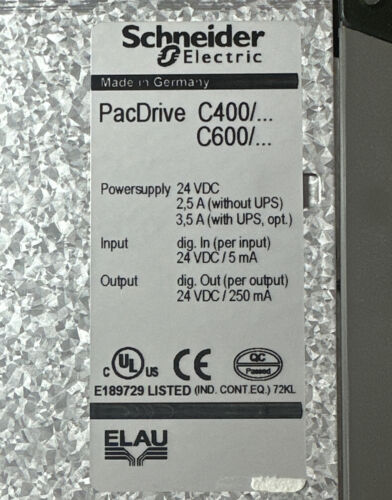 Schneider
Electric
Made in Germany
PacDrive C400/...
C600/...
Powersupply 24 VDC
2,5 A (without UPS)
3,5 A (with UPS, opt.)
Input dig. In (per input)
24 VDC / 5 mA
Output dig. Out (per output)
24 VDC / 250 mA
C UL US CE QC Passed
E189729 LISTED (IND. CONT.EQ.) 72KL
ELAU